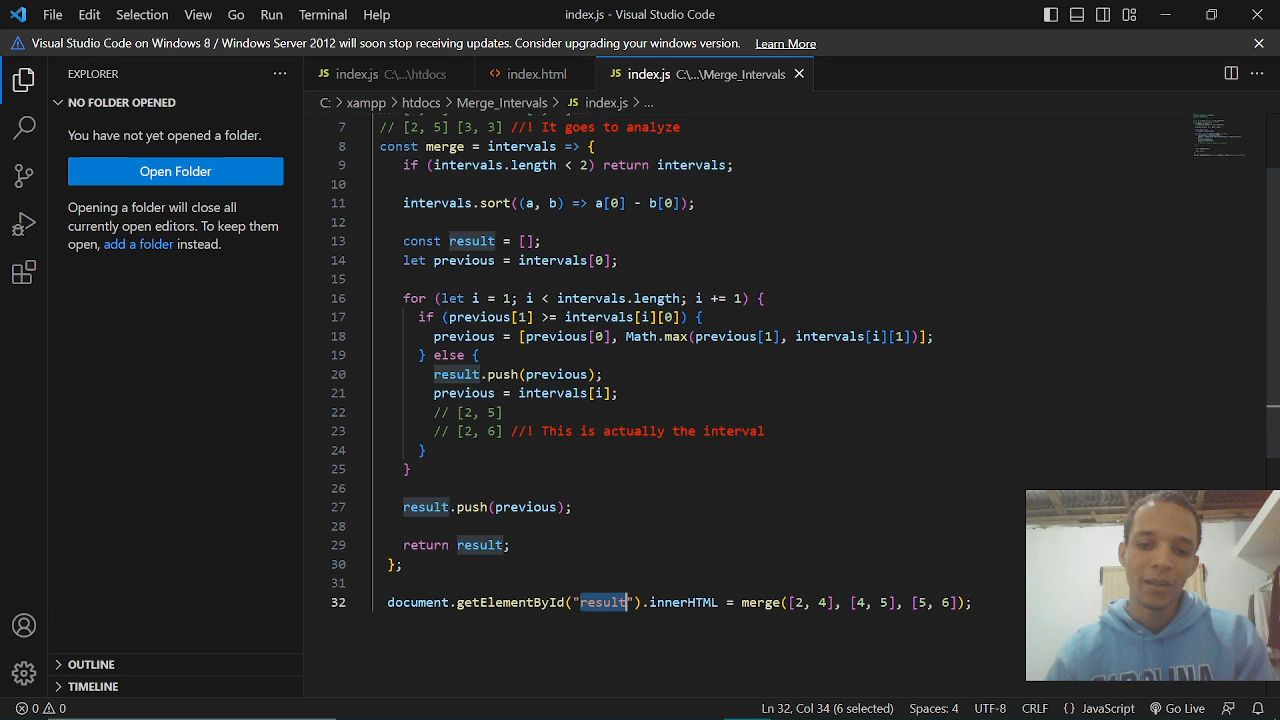 File Edit Selection View Go Run Terminal Help
index.js - Visual Studio Code
Visual Studio Code on Windows 8 / Windows Server 2012 will soon stop receiving updates. Consider upgrading your windows version. Learn More
EXPLORER
JS index.js C:\...\htdocs
<> index.html
JS index.js C:\...\Merge_Intervals
NO FOLDER OPENED
C: > xampp > htdocs > Merge_Intervals > JS index.js > ...
You have not yet opened a folder.
Open Folder
Opening a folder will close all
currently open editors. To keep them
open, add a folder instead.
7 // [2, 5] [3, 3] //! It goes to analyze
8 const merge = intervals => {
9 if (intervals.length < 2) return intervals;
10
11 intervals.sort((a, b) => a[0] - b[0]);
12
13 const result = [];
14 let previous = intervals[0];
15
16 for (let i = 1; i < intervals.length; i += 1) {
17 if (previous[1] >= intervals[i][0]) {
18 previous = [previous[0], Math.max(previous[1], intervals[i][1])];
19 } else {
20 result.push(previous);
21 previous = intervals[i];
22 // [2, 5]
23 // [2, 6] //! This is actually the interval
24 }
25 }
26
27 result.push(previous);
28
29 return result;
30 };
31
32 document.getElementById("result").innerHTML = merge([2, 4], [4, 5], [5, 6]);
OUTLINE
TIMELINE
0 0
Ln 32, Col 34 (6 selected) Spaces: 4 UTF-8 CRLF {} JavaScript Go Live